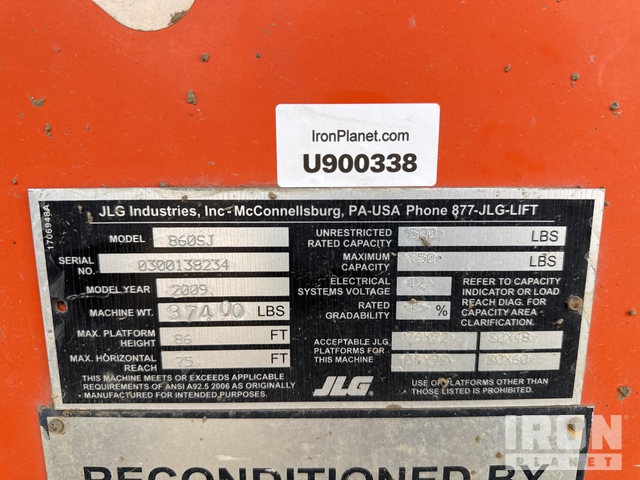 IronPlanet.com
U900338
1706948A
JLG Industries, Inc - McConnellsburg, PA-USA Phone 877-JLG-LIFT
MODEL 860SJ
SERIAL NO. 0300138234
MODEL YEAR 2009
MACHINE WT. LBS
MAX. PLATFORM HEIGHT 86 FT
MAX. HORIZONTAL REACH 75 FT
THIS MACHINE MEETS OR EXCEEDS APPLICABLE
REQUIREMENTS OF ANSI A92.5 2006 AS ORIGINALLY
MANUFACTURED FOR INTENDED PURPOSES.
UNRESTRICTED RATED CAPACITY LBS
MAXIMUM CAPACITY LBS
ELECTRICAL SYSTEMS VOLTAGE
RATED GRADABILITY %
REFER TO CAPACITY
INDICATOR OR LOAD
REACH DIAG. FOR
CAPACITY AREA
CLARIFICATION.
ACCEPTABLE JLG
PLATFORMS FOR
THIS MACHINE
JLG
USE OF PLATFORMS OTHER THAN
THOSE LISTED IS PROHIBITED.
RECONDITIONED BY
IRON
PLANET